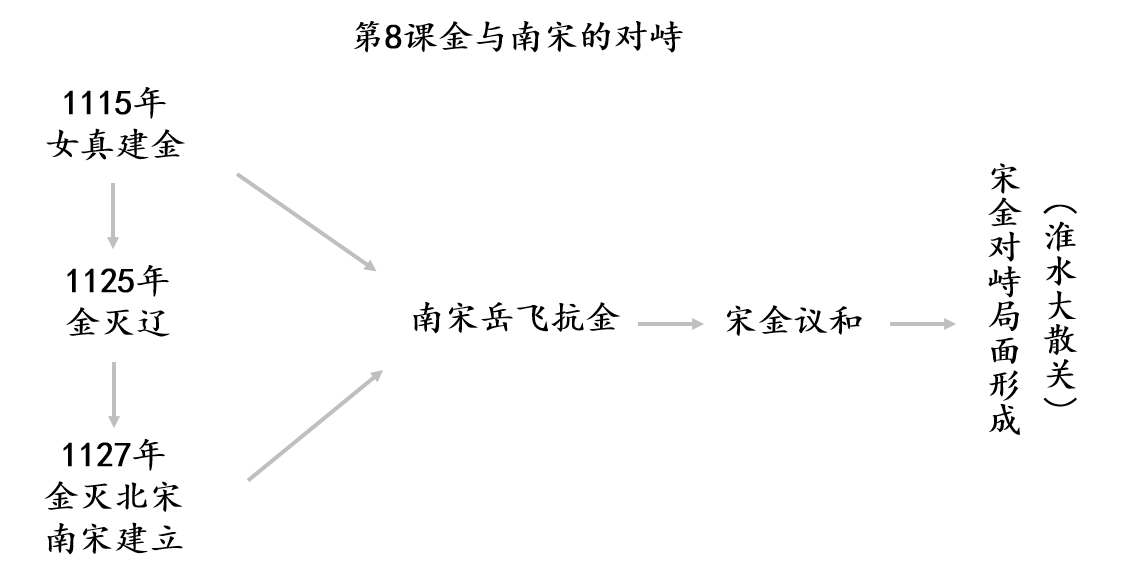 第8课金与南宋的对峙
1115年
女真建金
1125年
金灭辽
1127年
金灭北宋
南宋建立
南宋岳飞抗金
宋金议和
宋金对峙局面形成
（淮水大散关）